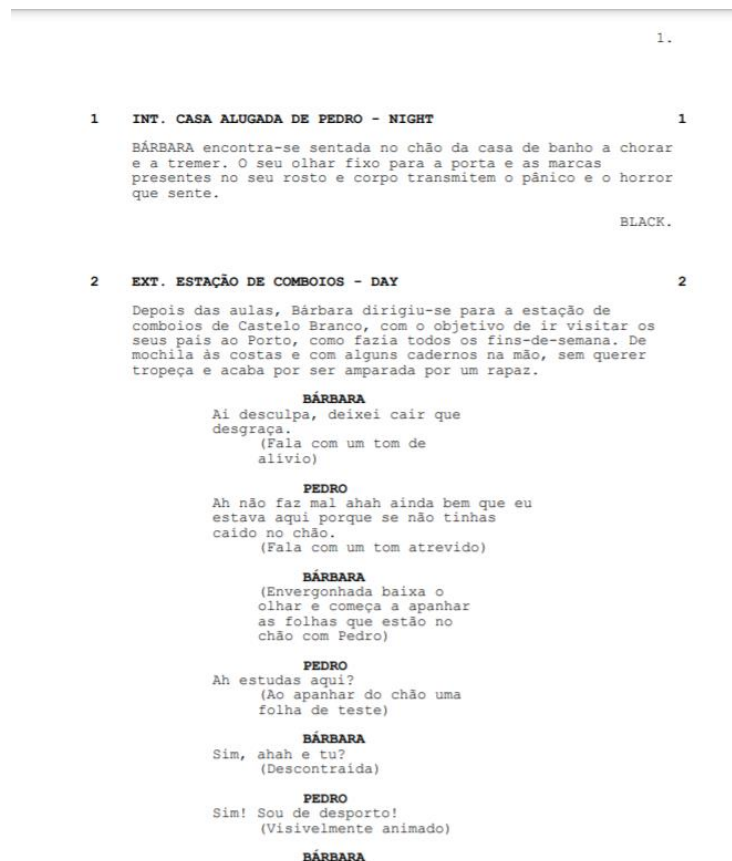 1.
1 INT. CASA ALUGADA DE PEDRO - NIGHT 1
BÁRBARA encontra-se sentada no chão da casa de banho a chorar
e a tremer. O seu olhar fixo para a porta e as marcas
presentes no seu rosto e corpo transmitem o pânico e o horror
que sente.
BLACK.
2 EXT. ESTAÇÃO DE COMBOIOS - DAY 2
Depois das aulas, Bárbara dirigiu-se para a estação de
comboios de Castelo Branco, com o objetivo de ir visitar os
seus pais ao Porto, como fazia todos os fins-de-semana. De
mochila às costas e com alguns cadernos na mão, sem querer
tropeça e acaba por ser amparada por um rapaz.
BÁRBARA
Ai desculpa, deixei cair que
desgraça.
(Fala com um tom de
alívio)
PEDRO
Ah não faz mal ahah ainda bem que eu
estava aqui porque se não tinhas
caído no chão.
(Fala com um tom atrevido)
BÁRBARA
(Envergonhada baixa o
olhar e começa a apanhar
as folhas que estão no
chão com Pedro)
PEDRO
Ah estudas aqui?
(Ao apanhar do chão uma
folha de teste)
BÁRBARA
Sim, ahah e tu?
(Descontraída)
PEDRO
Sim! Sou de desporto!
(Visivelmente animado)
BÁRBARA